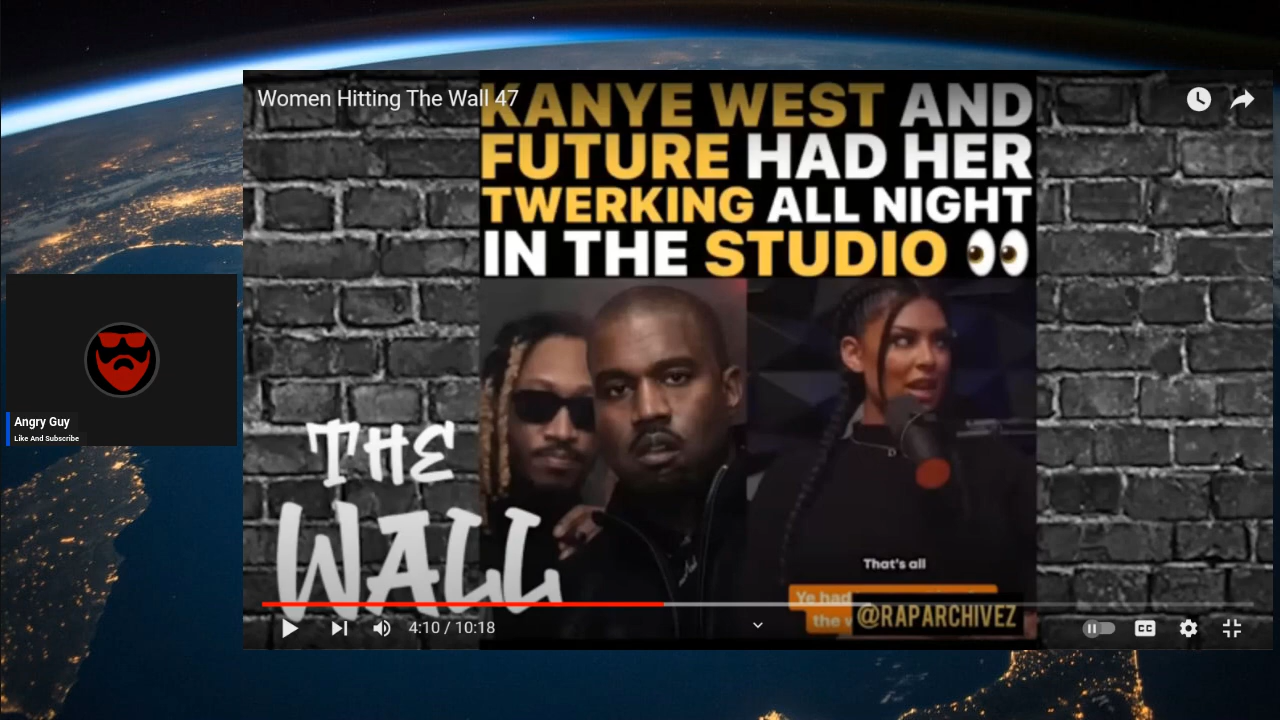 Women Hitting The Wall 47
KANYE WEST AND
FUTURE HAD HER
TWERKING ALL NIGHT
IN THE STUDIO 👀
Angry Guy
Like And Subscribe
THE
WALL
That's all
Ye had
the
@RAPARCHIVEZ
4:10 / 10:18
CC